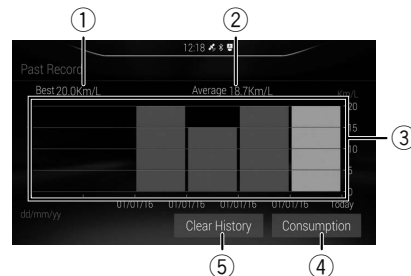 ① ②
12:18
Past Record
Best 20.0Km/L Average 18.7Km/L Km/L
20
15
③
10
5
0
01/01/16 01/01/16 01/01/16 01/01/16 Today
dd/mm/yy
Clear History Consumption
⑤ ④